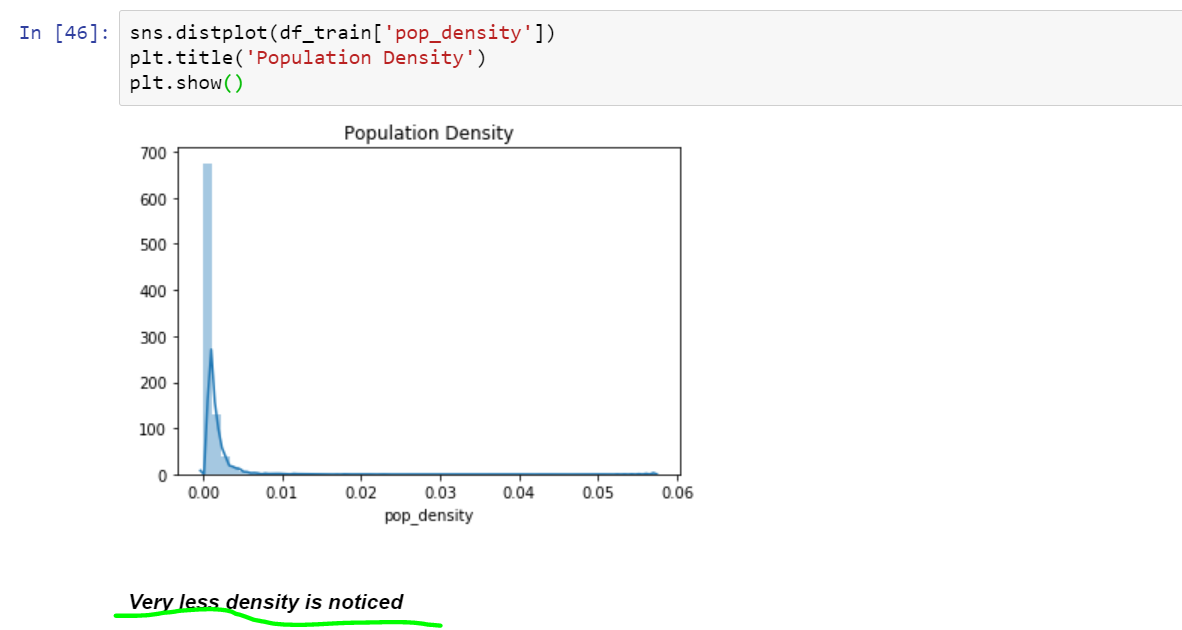 In [46]: sns.distplot(df_train['pop_density'])
plt.title('Population Density')
plt.show()
Population Density
700
600
500
400
300
200
100
0
0.00 0.01 0.02 0.03 0.04 0.05 0.06
pop_density
Very less density is noticed